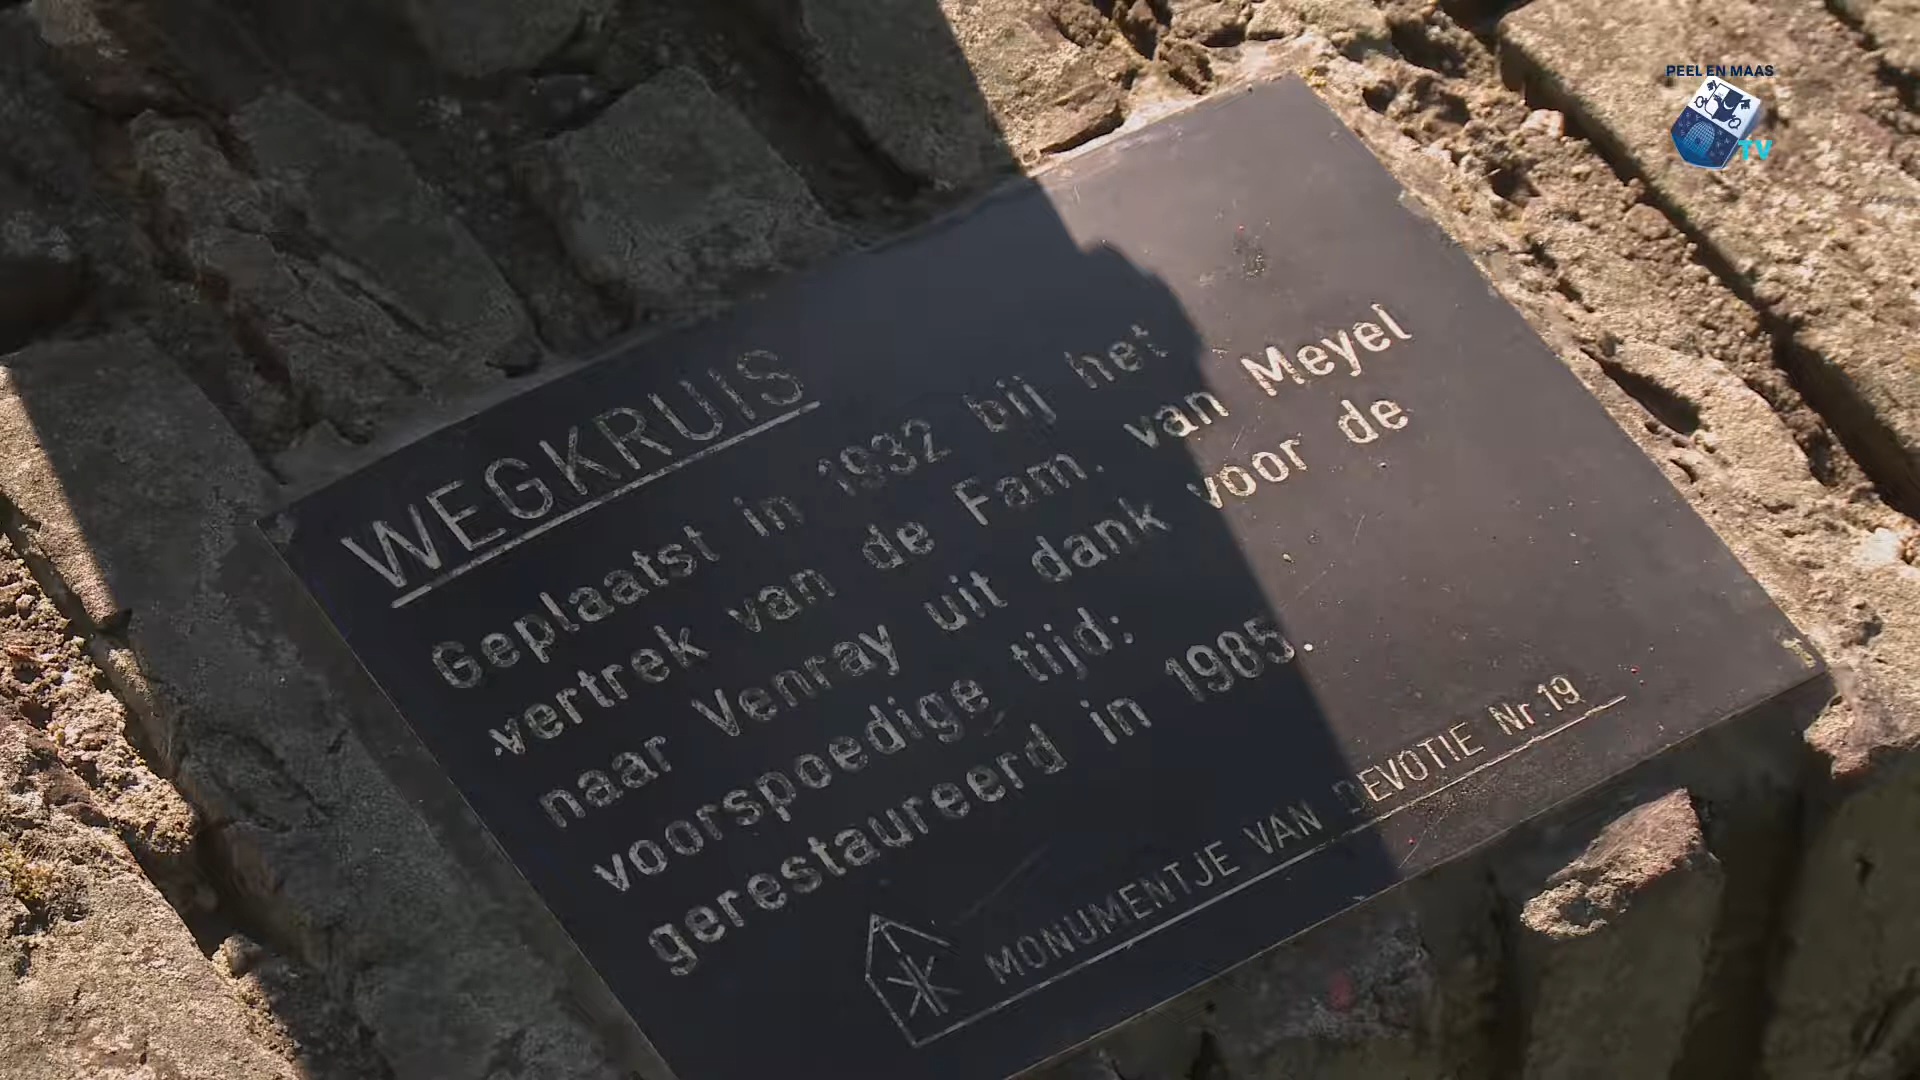 PEEL EN MAAS
TV
WEGKRUIS
Geplaatst in 1932 bij het
vertrek van de Fam. van Meyel
naar Venray uit dank voor de
voorspoedige tijd:
gerestaureerd in 1985.
MONUMENTJE VAN DEVOTIE Nr.19